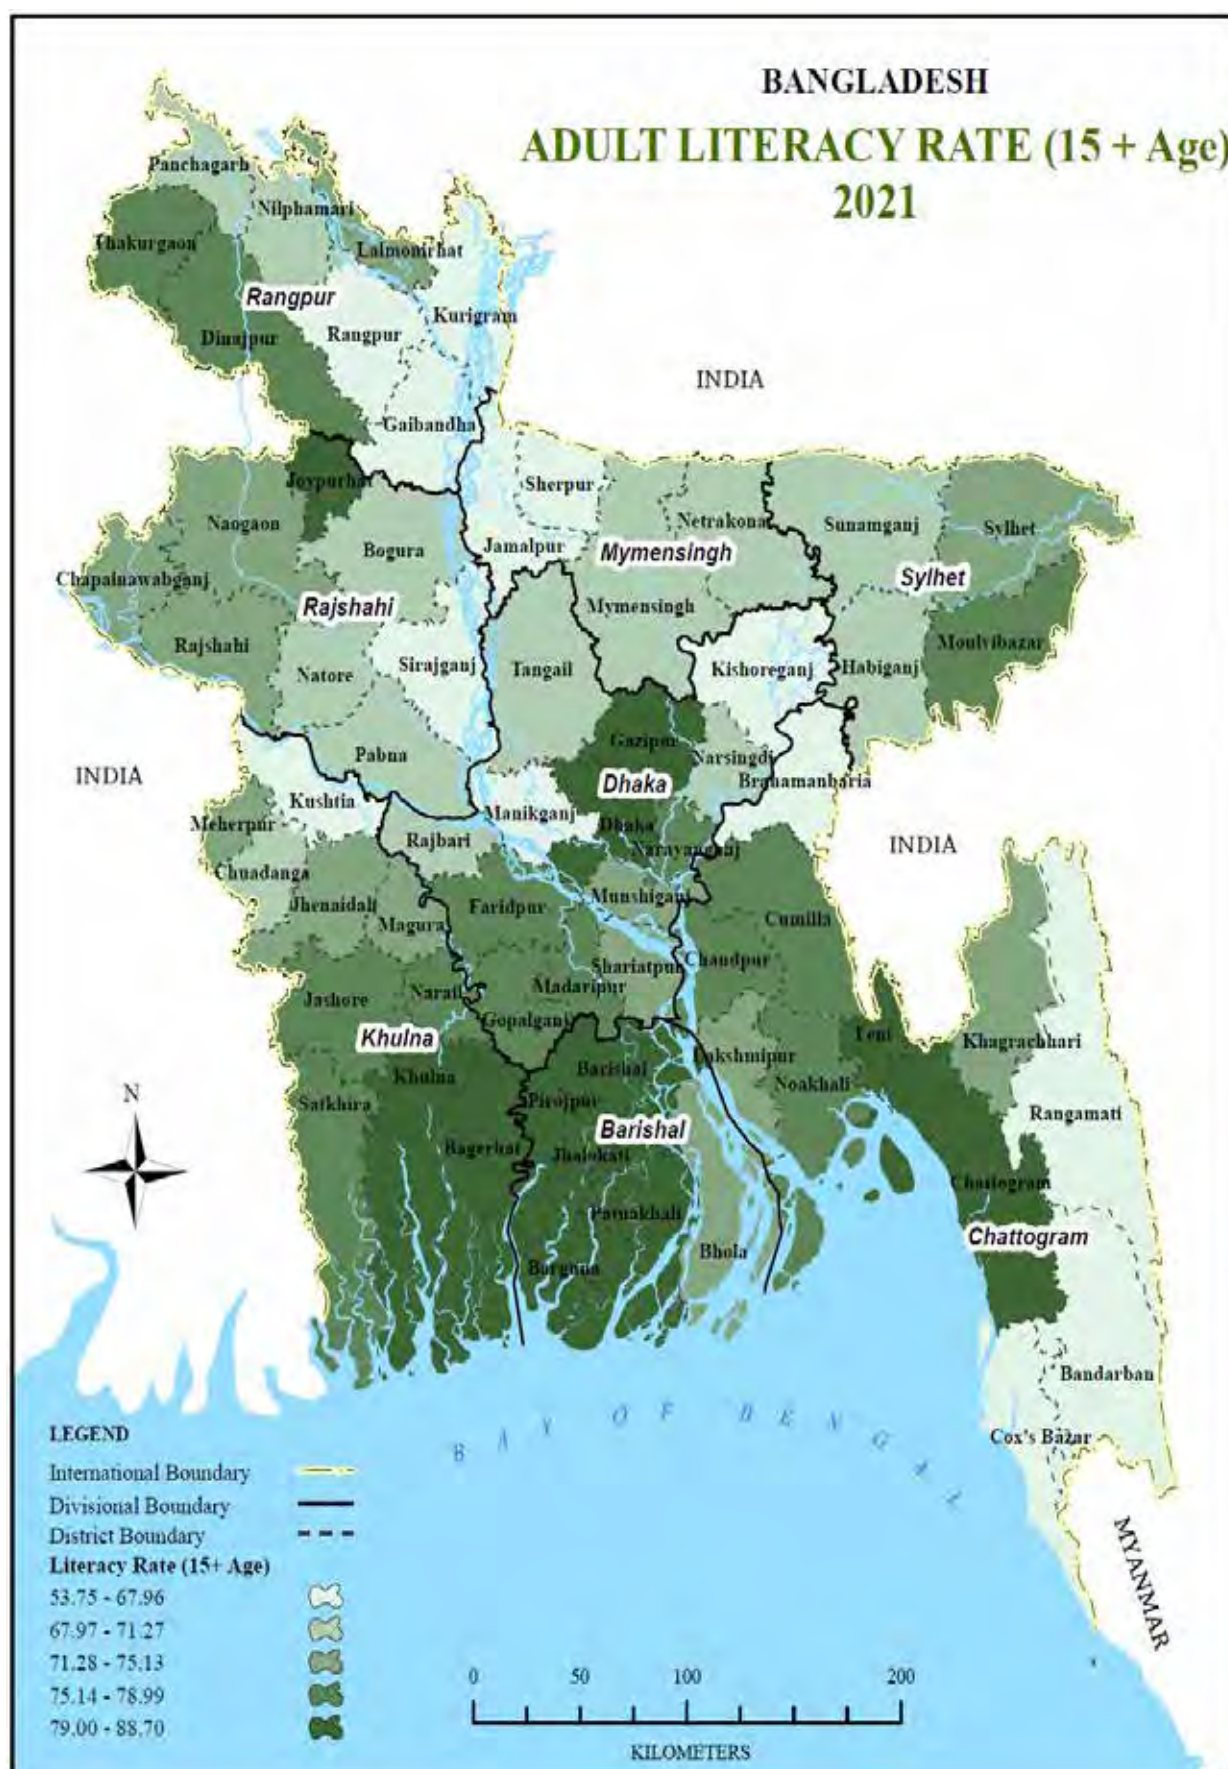 BANGLADESH
ADULT LITERACY RATE (15 + Age)
2021
Panchagarh
Nilphamari
Thakurgaon
Lalmonirhat
Rangpur
Kurigram
Rangpur
Dinajpur
INDIA
Gaibandha
Joypurhat
Sherpur
Naogaon
Netrakona
Sunamganj
Sylhet
Bogura
Jamalpur
Mymensingh
Chapainawabganj
Sylhet
Rajshahi
Mymensingh
Rajshahi
Moulvibazar
Natore
Sirajganj
Tangail
Kishoreganj
Habiganj
Gazipur
Pabna
Narsingdi
INDIA
Dhaka
Brahamanbaria
Kushtia
Manikganj
Meherpur
Dhaka
Rajbari
Narayanganj
INDIA
Chuadanga
Munshiganj
Jhenaidah
Faridpur
Magura
Cumilla
Shariatpur
Chaudpur
Jashore
Narail
Madaripur
Gopalganj
Khulna
Feni
Khagrachhari
Lakshmipur
Barishal
Khulna
Noakhali
Satkhira
Pirojpur
Rangamati
N
Barishal
Bagerhat
Jhalokati
Chattogram
Patuakhali
Chattogram
Bhola
Barguna
Bandarban
Cox's Bazar
BAY OF BENGAL
MYANMAR
LEGEND
International Boundary
Divisional Boundary
District Boundary
Literacy Rate (15+ Age)
53.75 - 67.96
67.97 - 71.27
71.28 - 75.13
75.14 - 78.99
79.00 - 88.70
0 50 100 200
KILOMETERS